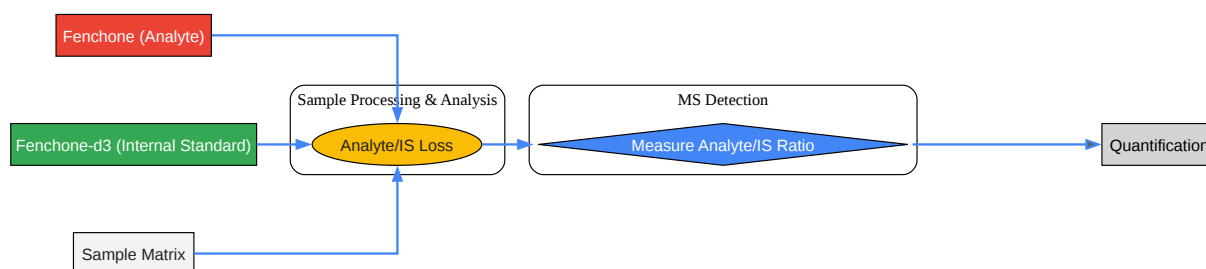 Fenchone (Analyte)
Sample Processing & Analysis
MS Detection
Fenchone-d3 (Internal Standard)
Analyte/IS Loss
Measure Analyte/IS Ratio
Quantification
Sample Matrix